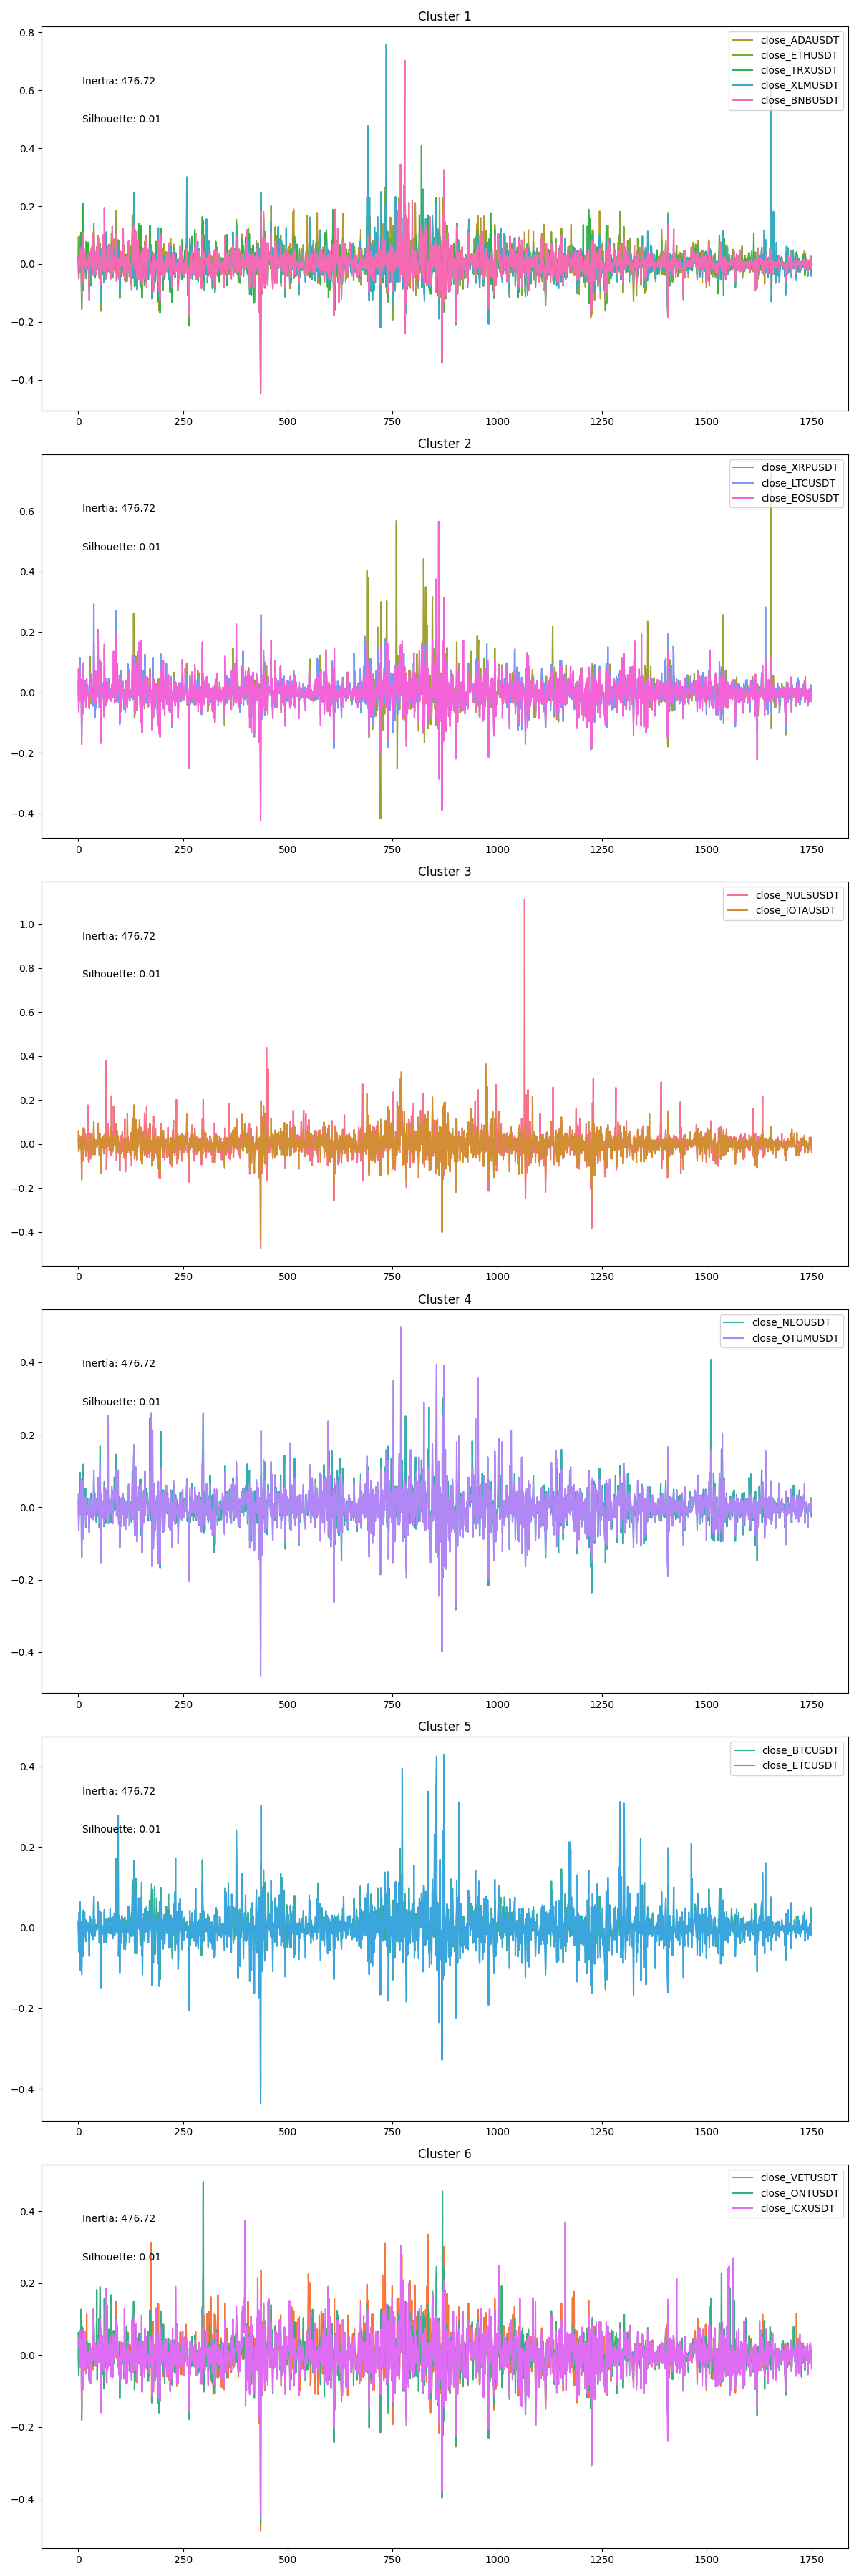 Cluster 1
0.8
0.6
0.4
0.2
0.0
−0.2
−0.4
Inertia: 476.72
Silhouette: 0.01
close_ADAUSDT
close_ETHUSDT
close_TRXUSDT
close_XLMUSDT
close_BNBUSDT
0 250 500 750 1000 1250 1500 1750
Cluster 2
0.6
0.4
0.2
0.0
−0.2
−0.4
Inertia: 476.72
Silhouette: 0.01
close_XRPUSDT
close_LTCUSDT
close_EOSUSDT
0 250 500 750 1000 1250 1500 1750
Cluster 3
1.0
0.8
0.6
0.4
0.2
0.0
−0.2
−0.4
Inertia: 476.72
Silhouette: 0.01
close_NULSUSDT
close_IOTAUSDT
0 250 500 750 1000 1250 1500 1750
Cluster 4
0.4
0.2
0.0
−0.2
−0.4
Inertia: 476.72
Silhouette: 0.01
close_NEOUSDT
close_QTUMUSDT
0 250 500 750 1000 1250 1500 1750
Cluster 5
0.4
0.2
0.0
−0.2
−0.4
Inertia: 476.72
Silhouette: 0.01
close_BTCUSDT
close_ETCUSDT
0 250 500 750 1000 1250 1500 1750
Cluster 6
0.4
0.2
0.0
−0.2
−0.4
Inertia: 476.72
Silhouette: 0.01
close_VETUSDT
close_ONTUSDT
close_ICXUSDT
0 250 500 750 1000 1250 1500 1750